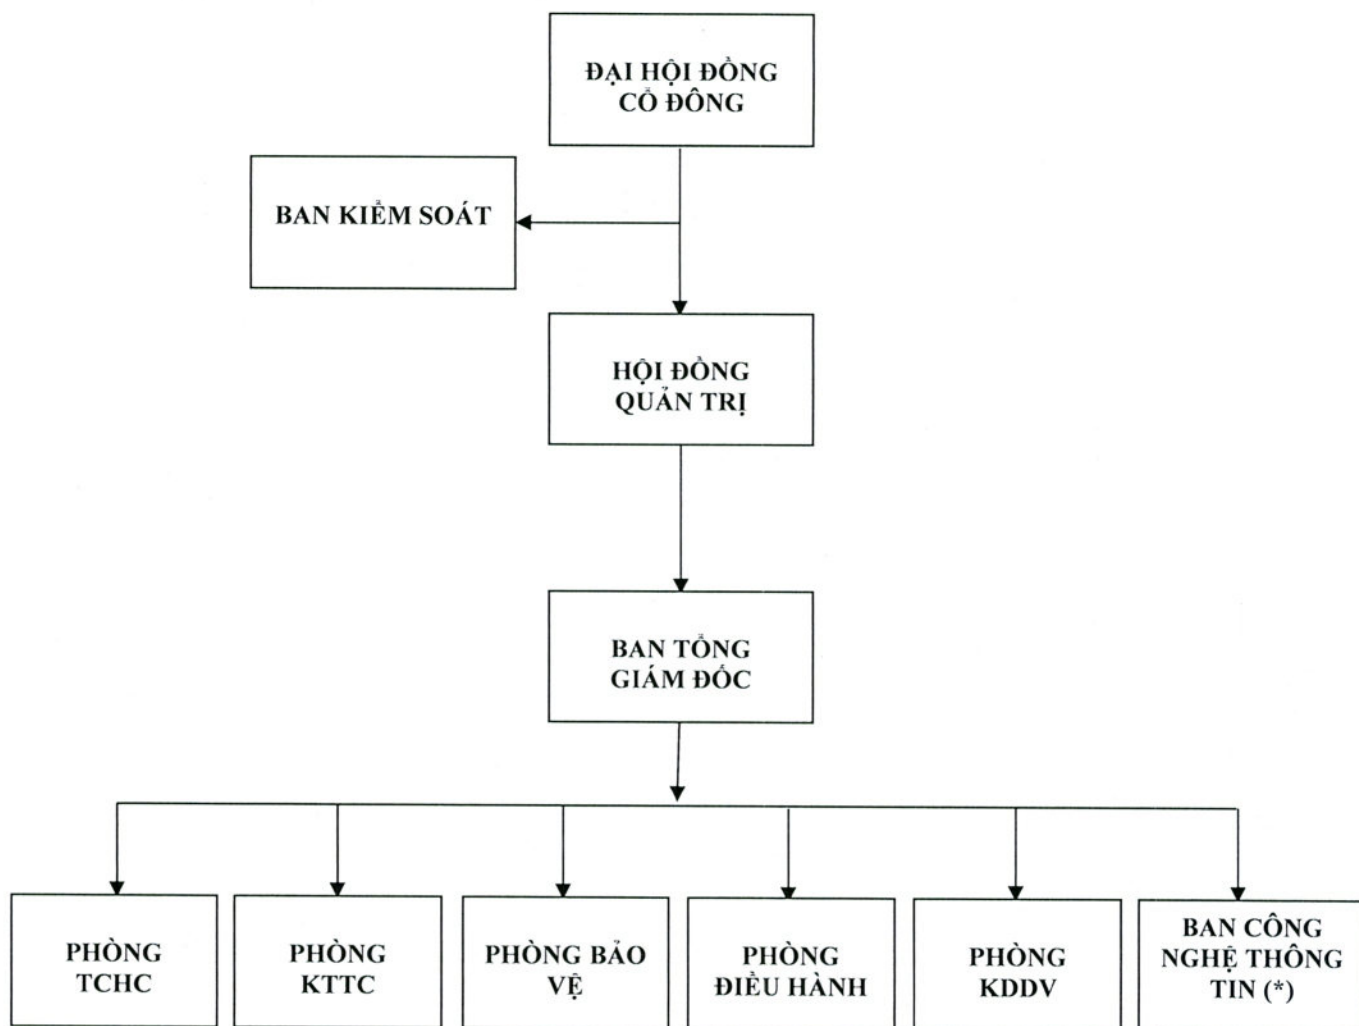 ĐẠI HỘI ĐỒNG
CỔ ĐÔNG
BAN KIỂM SOÁT
HỘI ĐỒNG
QUẢN TRỊ
BAN TỔNG
GIÁM ĐỐC
PHÒNG
TCHC
PHÒNG
KTTC
PHÒNG BẢO
VỆ
PHÒNG
ĐIỀU HÀNH
PHÒNG
KDDV
BAN CÔNG
NGHỆ THÔNG
TIN (*)